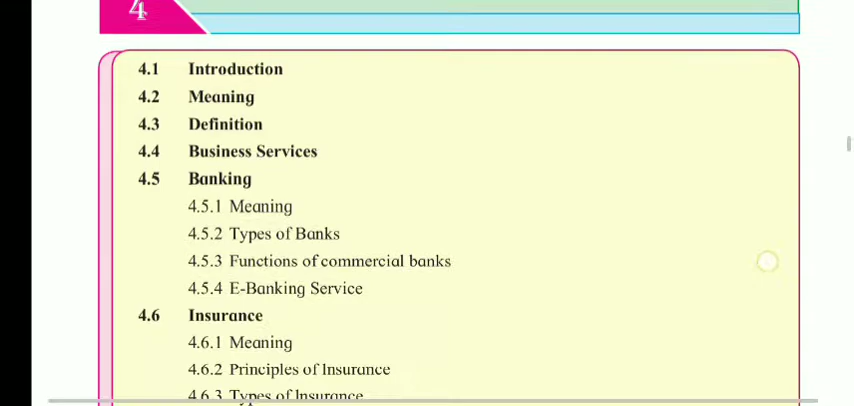 4
4.1 Introduction
4.2 Meaning
4.3 Definition
4.4 Business Services
4.5 Banking
4.5.1 Meaning
4.5.2 Types of Banks
4.5.3 Functions of commercial banks
4.5.4 E-Banking Service
4.6 Insurance
4.6.1 Meaning
4.6.2 Principles of Insurance
4.6.3 Types of Insurance